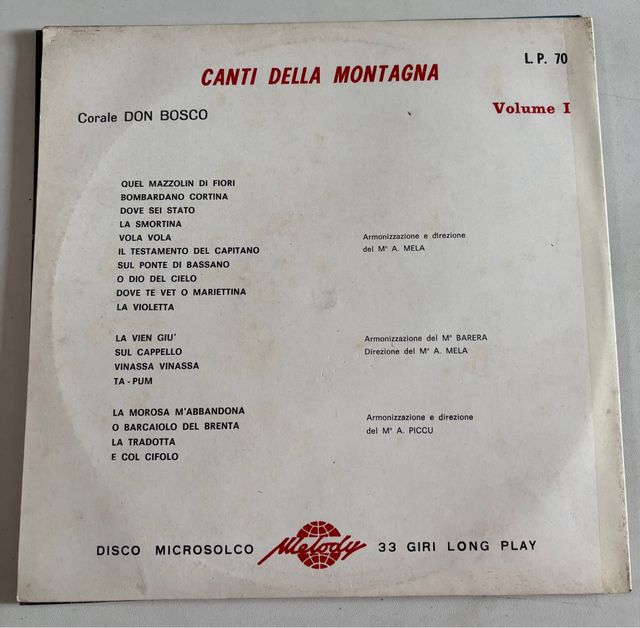 L.P. 70
CANTI DELLA MONTAGNA
Corale DON BOSCO
Volume I
QUEL MAZZOLIN DI FIORI
BOMBARDANO CORTINA
DOVE SEI STATO
LA SMORTINA
VOLA VOLA
IL TESTAMENTO DEL CAPITANO
SUL PONTE DI BASSANO
O DIO DEL CIELO
DOVE TE VET O MARIETTINA
LA VIOLETTA
Armonizzazione e direzione
del M° A. MELA
LA VIEN GIU'
SUL CAPPELLO
VINASSA VINASSA
TA - PUM
Armonizzazione del M° BARERA
Direzione del M° A. MELA
LA MOROSA M'ABBANDONA
O BARCAIOLO DEL BRENTA
LA TRADOTTA
E COL CIFOLO
Armonizzazione e direzione
del M° A. PICCU
DISCO MICROSOLCO Melody 33 GIRI LONG PLAY